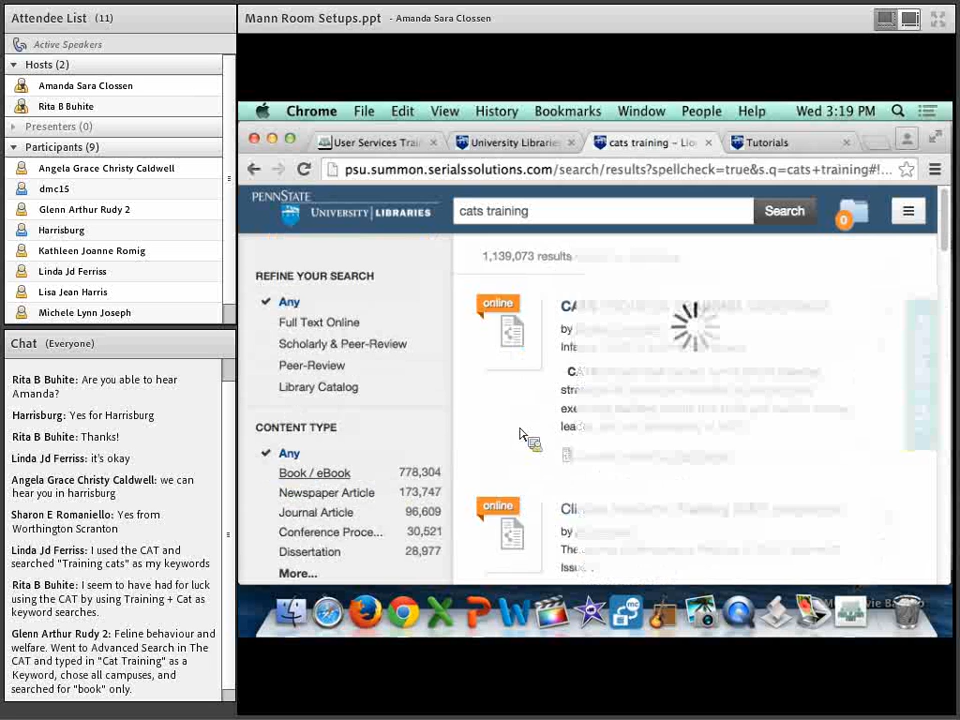 Attendee List (11)
Active Speakers
Hosts (2)
Amanda Sara Clossen
Rita B Buhite
Presenters (0)
Participants (9)
Angela Grace Christy Caldwell
dmc15
Glenn Arthur Rudy 2
Harrisburg
Kathleen Joanne Romig
Linda Jd Ferriss
Lisa Jean Harris
Michele Lynn Joseph
Chat (Everyone)
Rita B Buhite: Are you able to hear
Amanda?
Harrisburg: Yes for Harrisburg
Rita B Buhite: Thanks!
Linda Jd Ferriss: it's okay
Angela Grace Christy Caldwell: we can
hear you in harrisburg
Sharon E Romaniello: Yes from
Worthington Scranton
Linda Jd Ferriss: I used the CAT and
searched "Training cats" as my keywords
Rita B Buhite: I seem to have had for luck
using the CAT by using Training + Cat as
keyword searches.
Glenn Arthur Rudy 2: Feline behaviour and
welfare. Went to Advanced Search in The
CAT and typed in "Cat Training" as a
Keyword, chose all campuses, and
searched for "book" only.
Mann Room Setups.ppt - Amanda Sara Clossen
Chrome File Edit View History Bookmarks Window People Help Wed 3:19 PM
User Services Trai
University Librarie
cats training – Lio
Tutorials
psu.summon.serialssolutions.com/search/results?spellcheck=true&s.q=cats+training#!...
PENNSTATE
UNIVERSITY LIBRARIES
cats training
Search
0
REFINE YOUR SEARCH
Any
Full Text Online
Scholarly & Peer-Review
Peer-Review
Library Catalog
CONTENT TYPE
Any
Book / eBook 778,304
Newspaper Article 173,747
Journal Article 96,609
Conference Proce... 30,521
Dissertation 28,977
More...
1,139,073 results
online
by
online
by